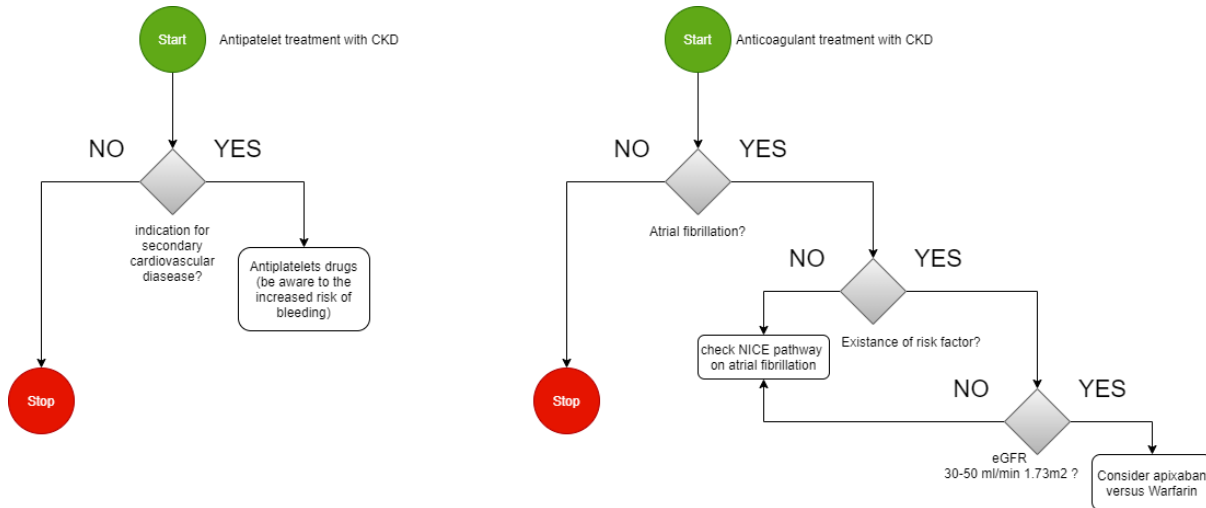 Start
Antipatelet treatment with CKD
NO
YES
indication for
secondary
cardiovascular
diasease?
Antiplatelets drugs
(be aware to the
increased risk of
bleeding)
Stop
Start
Anticoagulant treatment with CKD
NO
YES
Atrial fibrillation?
NO
YES
Existance of risk factor?
check NICE pathway
on atrial fibrillation
Stop
NO
YES
eGFR
30-50 ml/min 1.73m2 ?
Consider apixaban
versus Warfarin